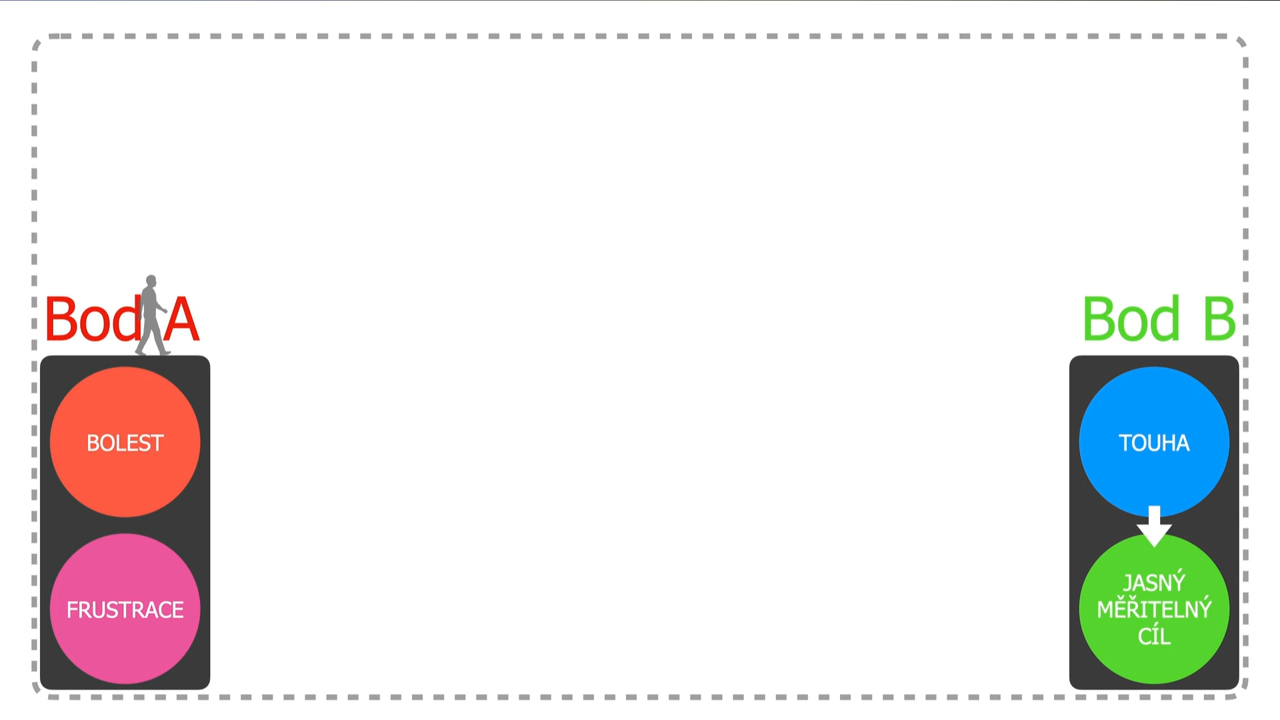 Bod A
BOLEST
FRUSTRACE
Bod B
TOUHA
JASNÝ
MĚŘITELNÝ
CÍL